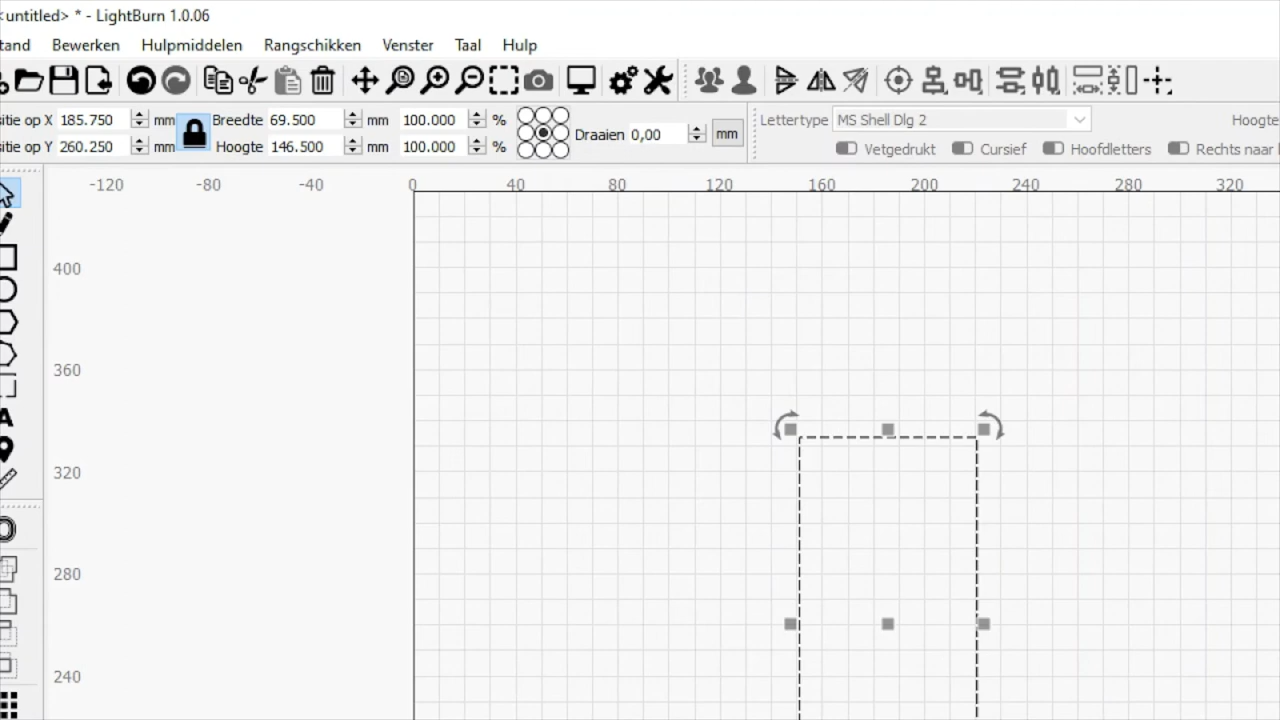 <untitled> * - LightBurn 1.0.06
tand Bewerken Hulpmiddelen Rangschikken Venster Taal Hulp
sitie op X 185.750 mm Breedte 69.500 mm 100.000 % Draaien 0,00 mm Lettertype MS Shell Dlg 2 Hoogte
sitie op Y 260.250 mm Hoogte 146.500 mm 100.000 % Vetgedrukt Cursief Hoofdletters Rechts naar
-120 -80 -40 0 40 80 120 160 200 240 280 320
400
360
320
280
240